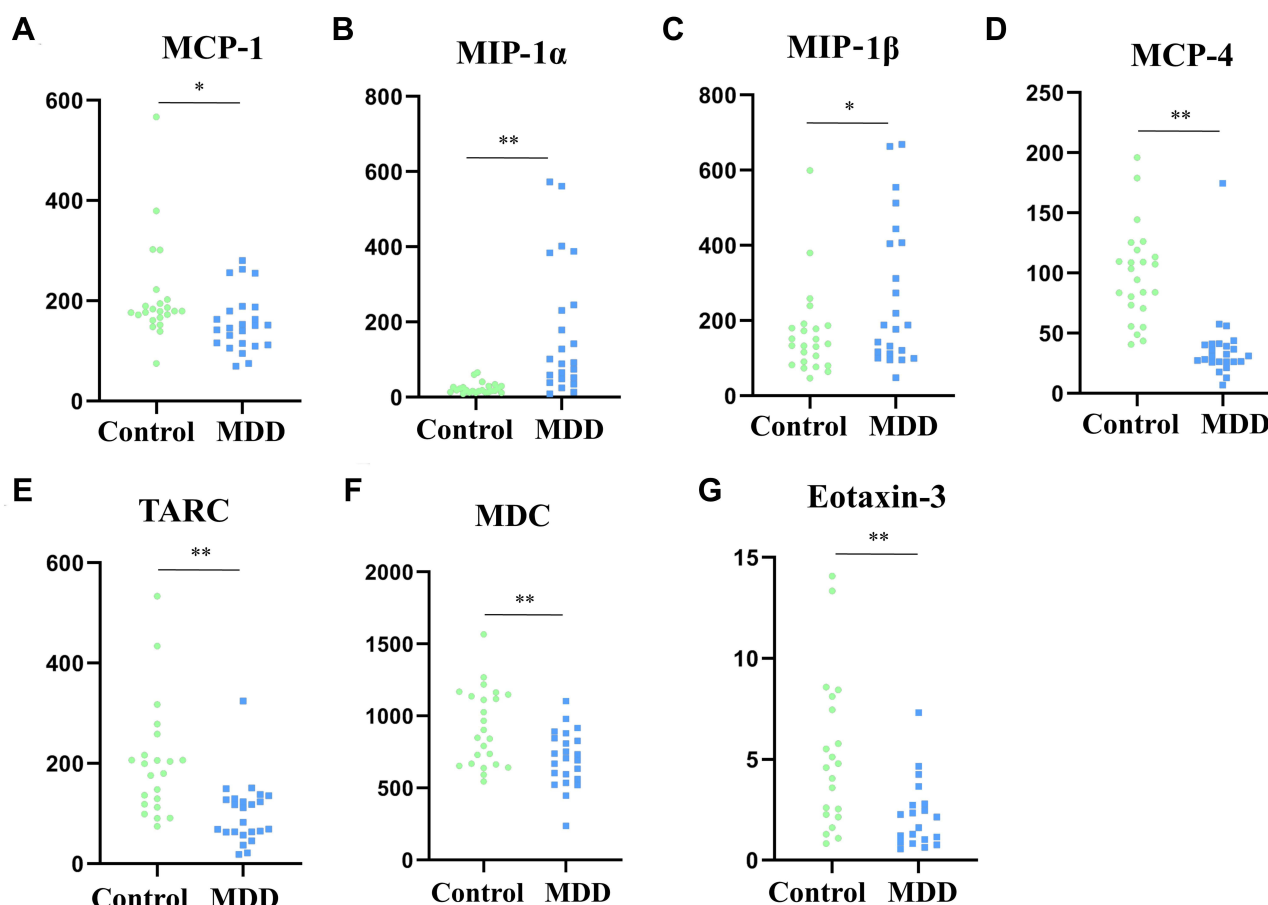 A
MCP-1
*
600
400
200
0
Control MDD
B
MIP-1α
**
800
600
400
200
0
Control MDD
C
MIP-1β
*
800
600
400
200
0
Control MDD
D
MCP-4
**
250
200
150
100
50
0
Control MDD
E
TARC
**
600
400
200
0
Control MDD
F
MDC
**
2000
1500
1000
500
0
Control MDD
G
Eotaxin-3
**
15
10
5
0
Control MDD